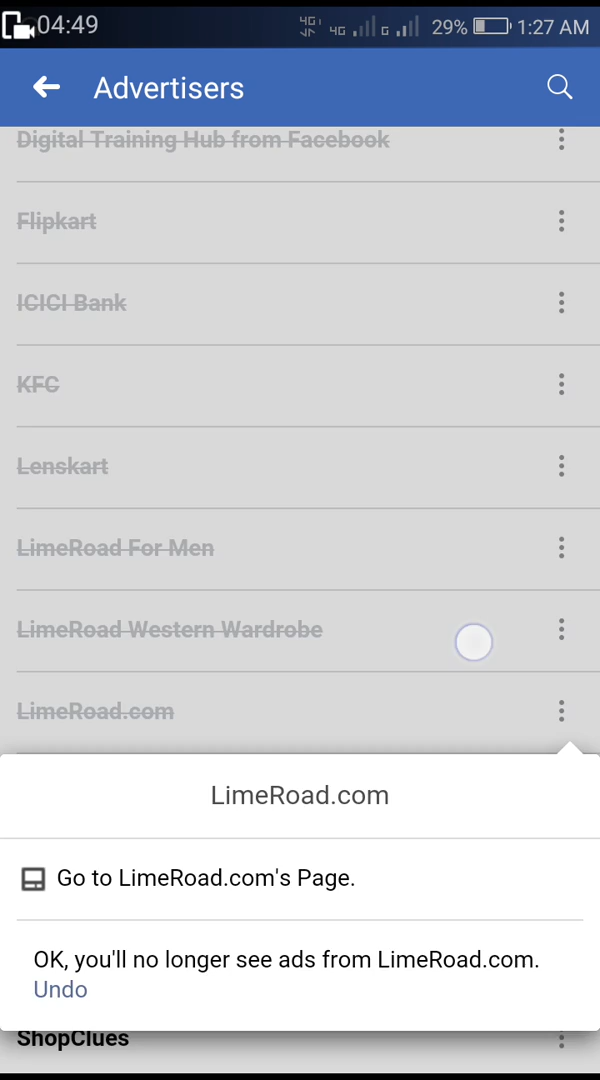 04:49 4G 4G G 29% 1:27 AM
Advertisers
Digital Training Hub from Facebook
Flipkart
ICICI Bank
KFC
Lenskart
LimeRoad For Men
LimeRoad Western Wardrobe
LimeRoad.com
LimeRoad.com
Go to LimeRoad.com's Page.
OK, you'll no longer see ads from LimeRoad.com.
Undo
ShopClues